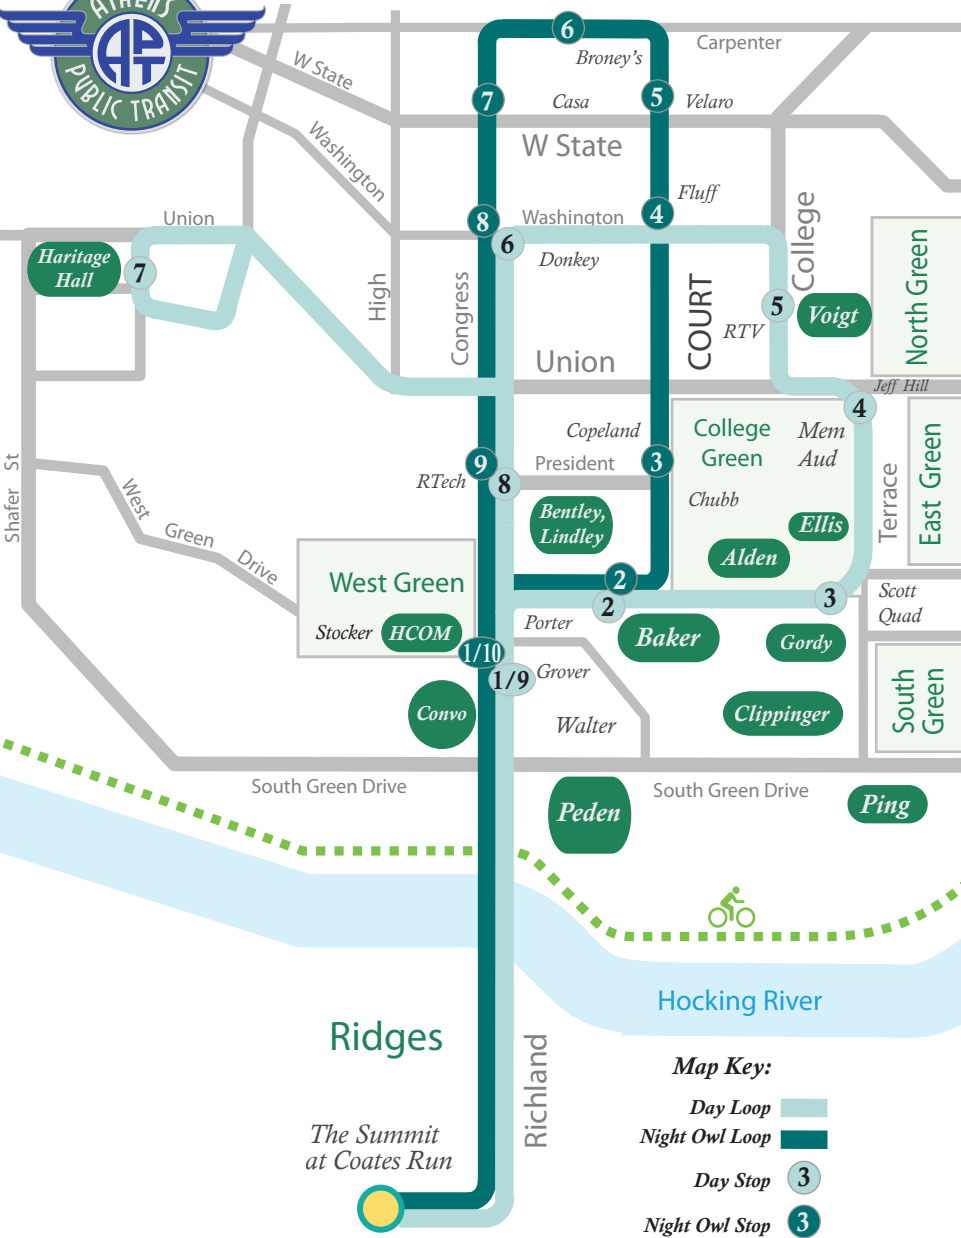 ATHENS
APT
PUBLIC TRANSIT
6
Carpenter
Broney's
W State
7
Casa
5
Velaro
W State
Washington
Fluff
Union
8
Washington
4
College
6
Donkey
Haritage
Hall
7
High
Congress
COURT
5
Voigt
RTV
North Green
Union
Jeff Hill
4
Copeland
College
Green
Mem
Aud
Shafer St
9
RTech
8
President
3
Chubb
Terrace
East Green
West
Green
Drive
Bentley,
Lindley
Ellis
Alden
West Green
2
2
3
Scott
Quad
Stocker
HCOM
Porter
Baker
Gordy
1/10
1/9
Grover
Convo
Walter
Clippinger
South
Green
South Green Drive
South Green Drive
Peden
Ping
Hocking River
Ridges
Richland
Map Key:
Day Loop
Night Owl Loop
Day Stop
3
Night Owl Stop
3
The Summit
at Coates Run